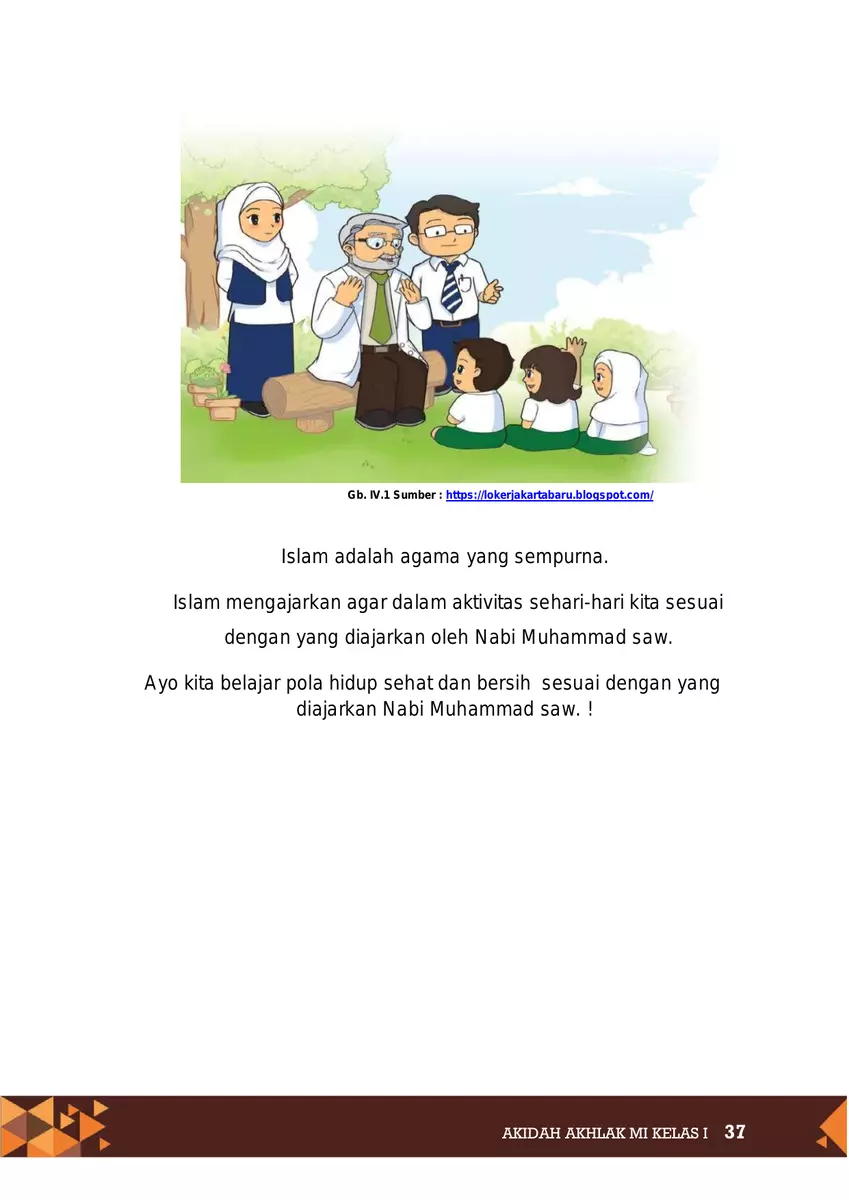 Gb. IV.1 Sumber : https://lokerjakartabaru.blogspot.com/
Islam adalah agama yang sempurna.
Islam mengajarkan agar dalam aktivitas sehari-hari kita sesuai
dengan yang diajarkan oleh Nabi Muhammad saw.
Ayo kita belajar pola hidup sehat dan bersih  sesuai dengan yang
diajarkan Nabi Muhammad saw. !
AKIDAH AKHLAK MI KELAS I 37